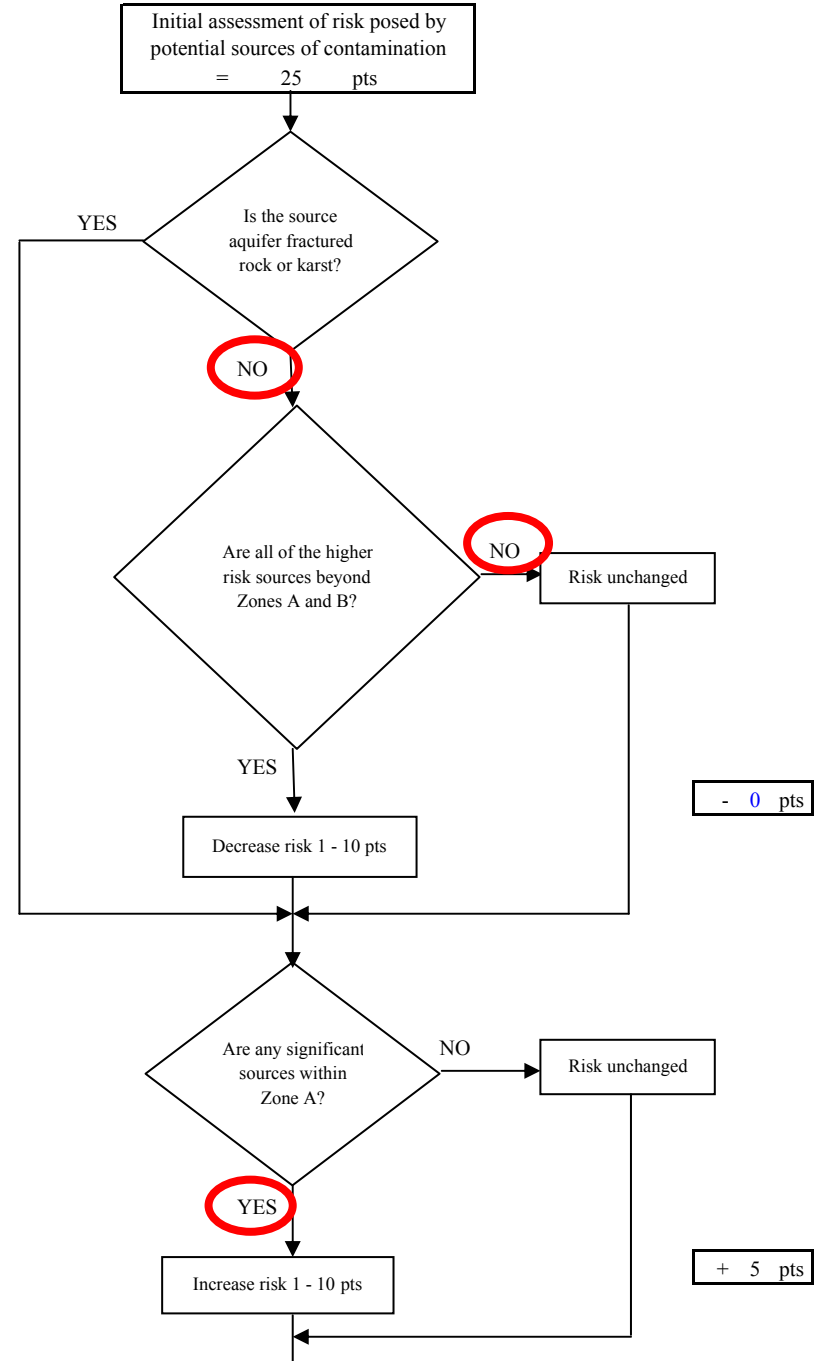 Initial assessment of risk posed by
potential sources of contamination
= 25 pts
Is the source
aquifer fractured
rock or karst?
YES
NO
Are all of the higher
risk sources beyond
Zones A and B?
NO
Risk unchanged
YES
- 0 pts
Decrease risk 1 - 10 pts
Are any significant
sources within
Zone A?
NO
Risk unchanged
YES
+ 5 pts
Increase risk 1 - 10 pts